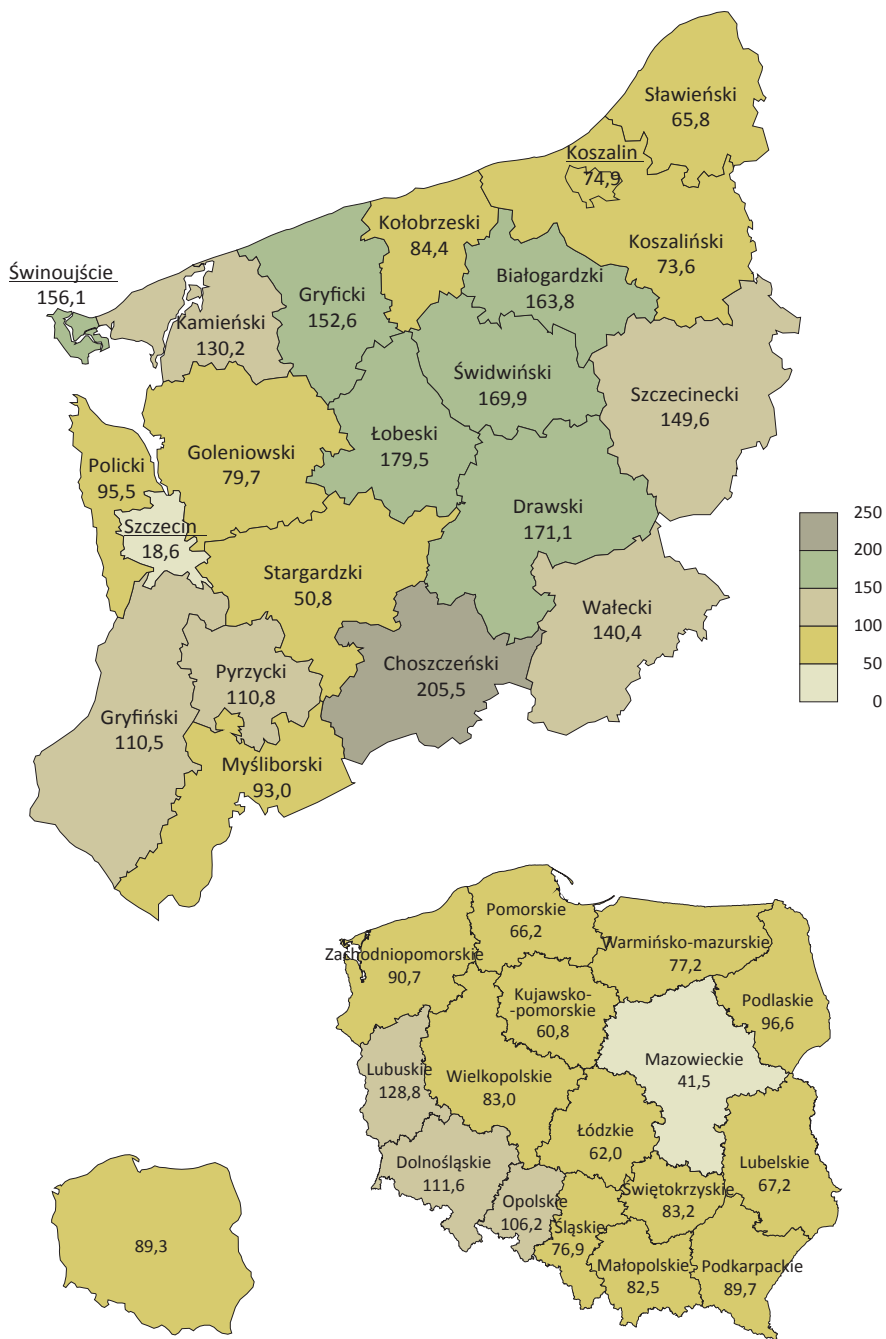 Sławieński
65,8
Koszalin
74,9
Kołobrzeski
84,4
Koszaliński
73,6
Świnoujście
156,1
Gryficki
152,6
Białogardzki
163,8
Kamieński
130,2
Świdwiński
169,9
Szczecinecki
149,6
Łobeski
179,5
Goleniowski
79,7
Policki
95,5
Szczecin
18,6
Drawski
171,1
Stargardzki
50,8
Wałecki
140,4
Choszczeński
205,5
Pyrzycki
110,8
Gryfiński
110,5
Myśliborski
93,0
250
200
150
100
50
0
Pomorskie
66,2
Warmińsko-mazurskie
77,2
Zachodniopomorskie
90,7
Kujawsko-
-pomorskie
60,8
Podlaskie
96,6
Mazowieckie
41,5
Lubuskie
128,8
Wielkopolskie
83,0
Łódzkie
62,0
Lubelskie
67,2
Dolnośląskie
111,6
Opolskie
106,2
Śląskie
76,9
Świętokrzyskie
83,2
Małopolskie
82,5
Podkarpackie
89,7
89,3